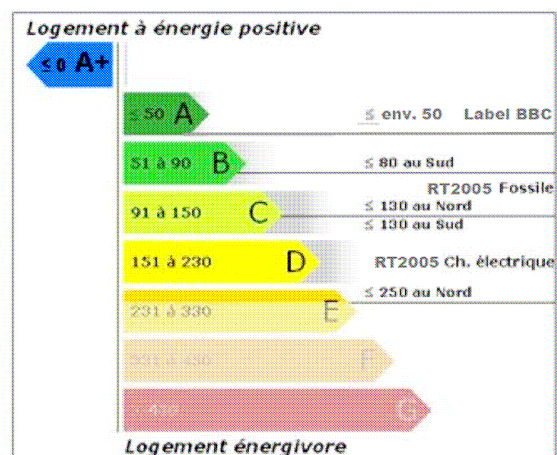 Logement à énergie positive
≤ 0 A+
≤ 50 A ≤ env. 50 Label BBC
51 à 90 B ≤ 80 au Sud
RT2005 Fossile
91 à 150 C ≤ 130 au Nord
≤ 130 au Sud
151 à 230 D RT2005 Ch. électrique
≤ 250 au Nord
231 à 330 E
F
G
Logement énergivore